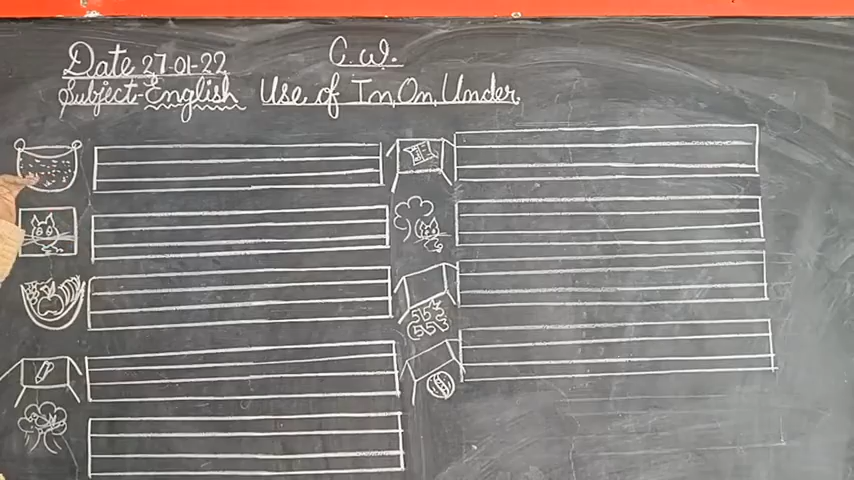 C.W.
Date 27-01-22
Subject-English Use of In, On, Under